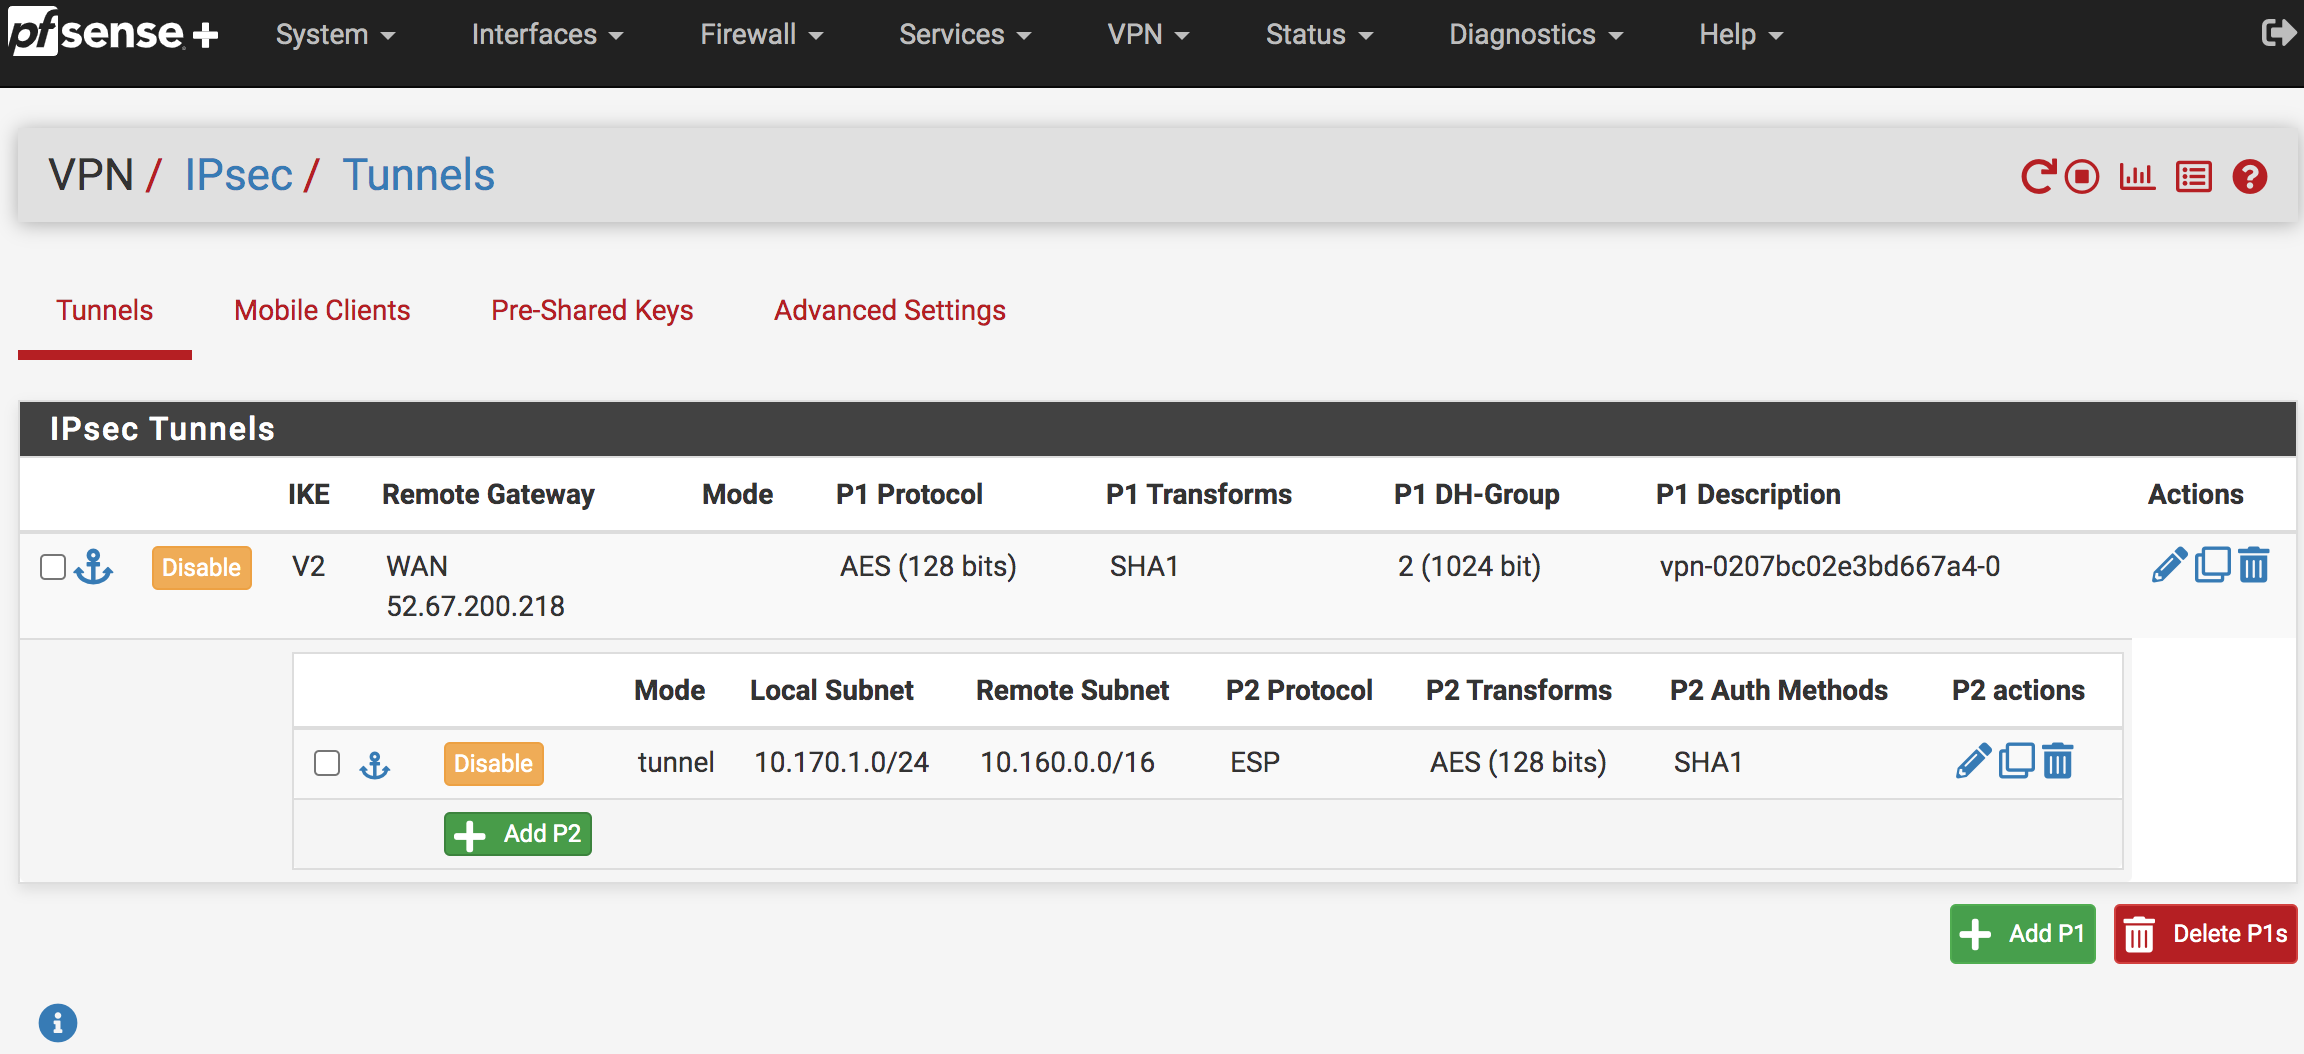 pfsense+ System Interfaces Firewall Services VPN Status Diagnostics Help
VPN / IPsec / Tunnels
Tunnels Mobile Clients Pre-Shared Keys Advanced Settings
IPsec Tunnels
IKE Remote Gateway Mode P1 Protocol P1 Transforms P1 DH-Group P1 Description Actions
Disable V2 WAN AES (128 bits) SHA1 2 (1024 bit) vpn-0207bc02e3bd667a4-0
52.67.200.218
Mode Local Subnet Remote Subnet P2 Protocol P2 Transforms P2 Auth Methods P2 actions
Disable tunnel 10.170.1.0/24 10.160.0.0/16 ESP AES (128 bits) SHA1
Add P2
Add P1 Delete P1s